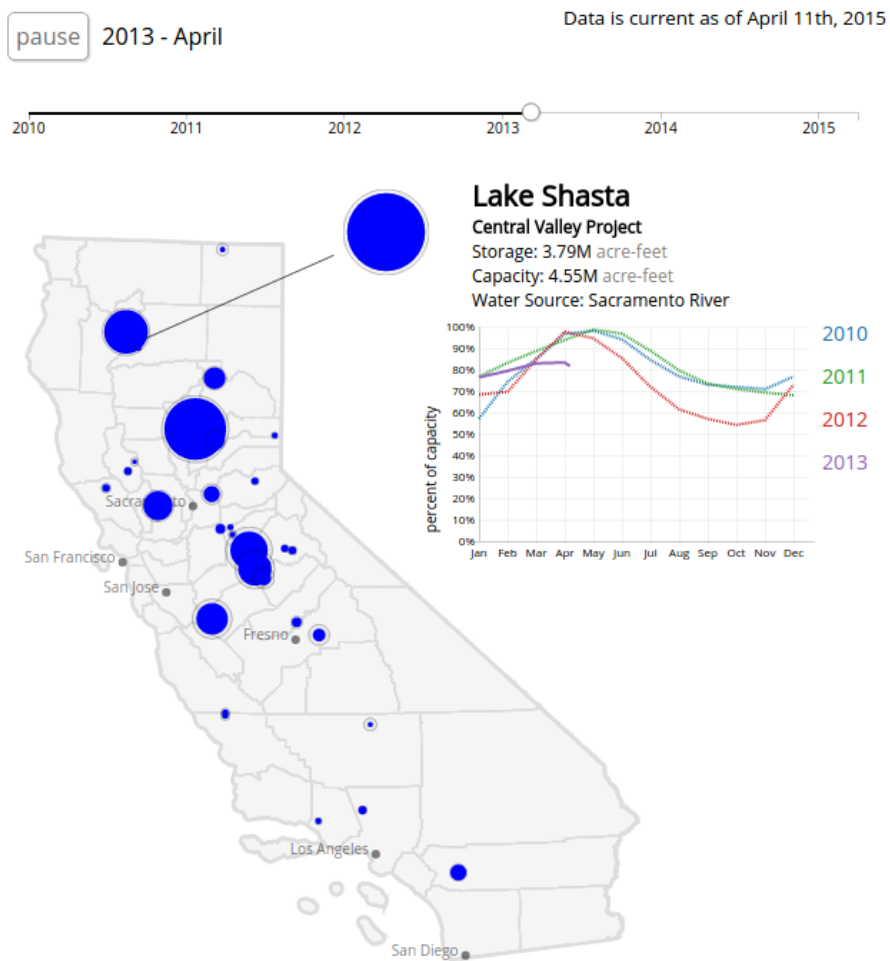 Data is current as of April 11th, 2015
pause 2013 - April
2010 2011 2012 2013 2014 2015
Lake Shasta
Central Valley Project
Storage: 3.79M acre-feet
Capacity: 4.55M acre-feet
Water Source: Sacramento River
percent of capacity
100%
90%
80%
70%
60%
50%
40%
30%
20%
10%
0%
Jan Feb Mar Apr May Jun Jul Aug Sep Oct Nov Dec
2010
2011
2012
2013
San Francisco
San Jose
Fresno
Los Angeles
San Diego